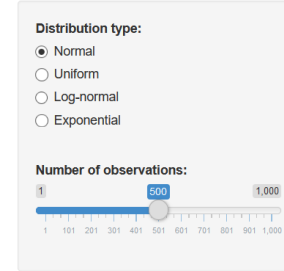 Distribution type:
Normal
Uniform
Log-normal
Exponential
Number of observations:
1 500 1,000
1 101 201 301 401 501 601 701 801 901 1,000